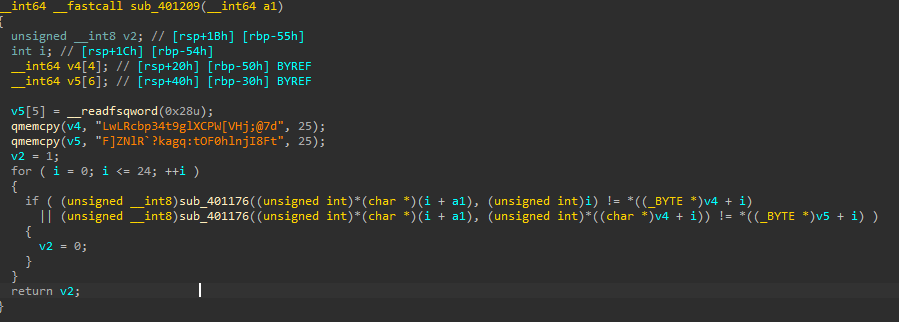 __int64 __fastcall sub_401209(__int64 a1)
{
unsigned __int8 v2; // [rsp+1Bh] [rbp-55h]
int i; // [rsp+1Ch] [rbp-54h]
__int64 v4[4]; // [rsp+20h] [rbp-50h] BYREF
__int64 v5[6]; // [rsp+40h] [rbp-30h] BYREF
v5[5] = __readfsqword(0x28u);
qmemcpy(v4, "LwLRcbp34t9glXCPW[VHj;@7d", 25);
qmemcpy(v5, "F]ZNlR`?kagq:tOF0hlnjI8Ft", 25);
v2 = 1;
for ( i = 0; i <= 24; ++i )
{
if ( (unsigned __int8)sub_401176((unsigned int)*(char *)(i + a1), (unsigned int)i) != *((_BYTE *)v4 + i)
|| (unsigned __int8)sub_401176((unsigned int)*(char *)(i + a1), (unsigned int)*((char *)v4 + i)) != *((_BYTE *)v5 + i) )
{
v2 = 0;
}
}
return v2;
}